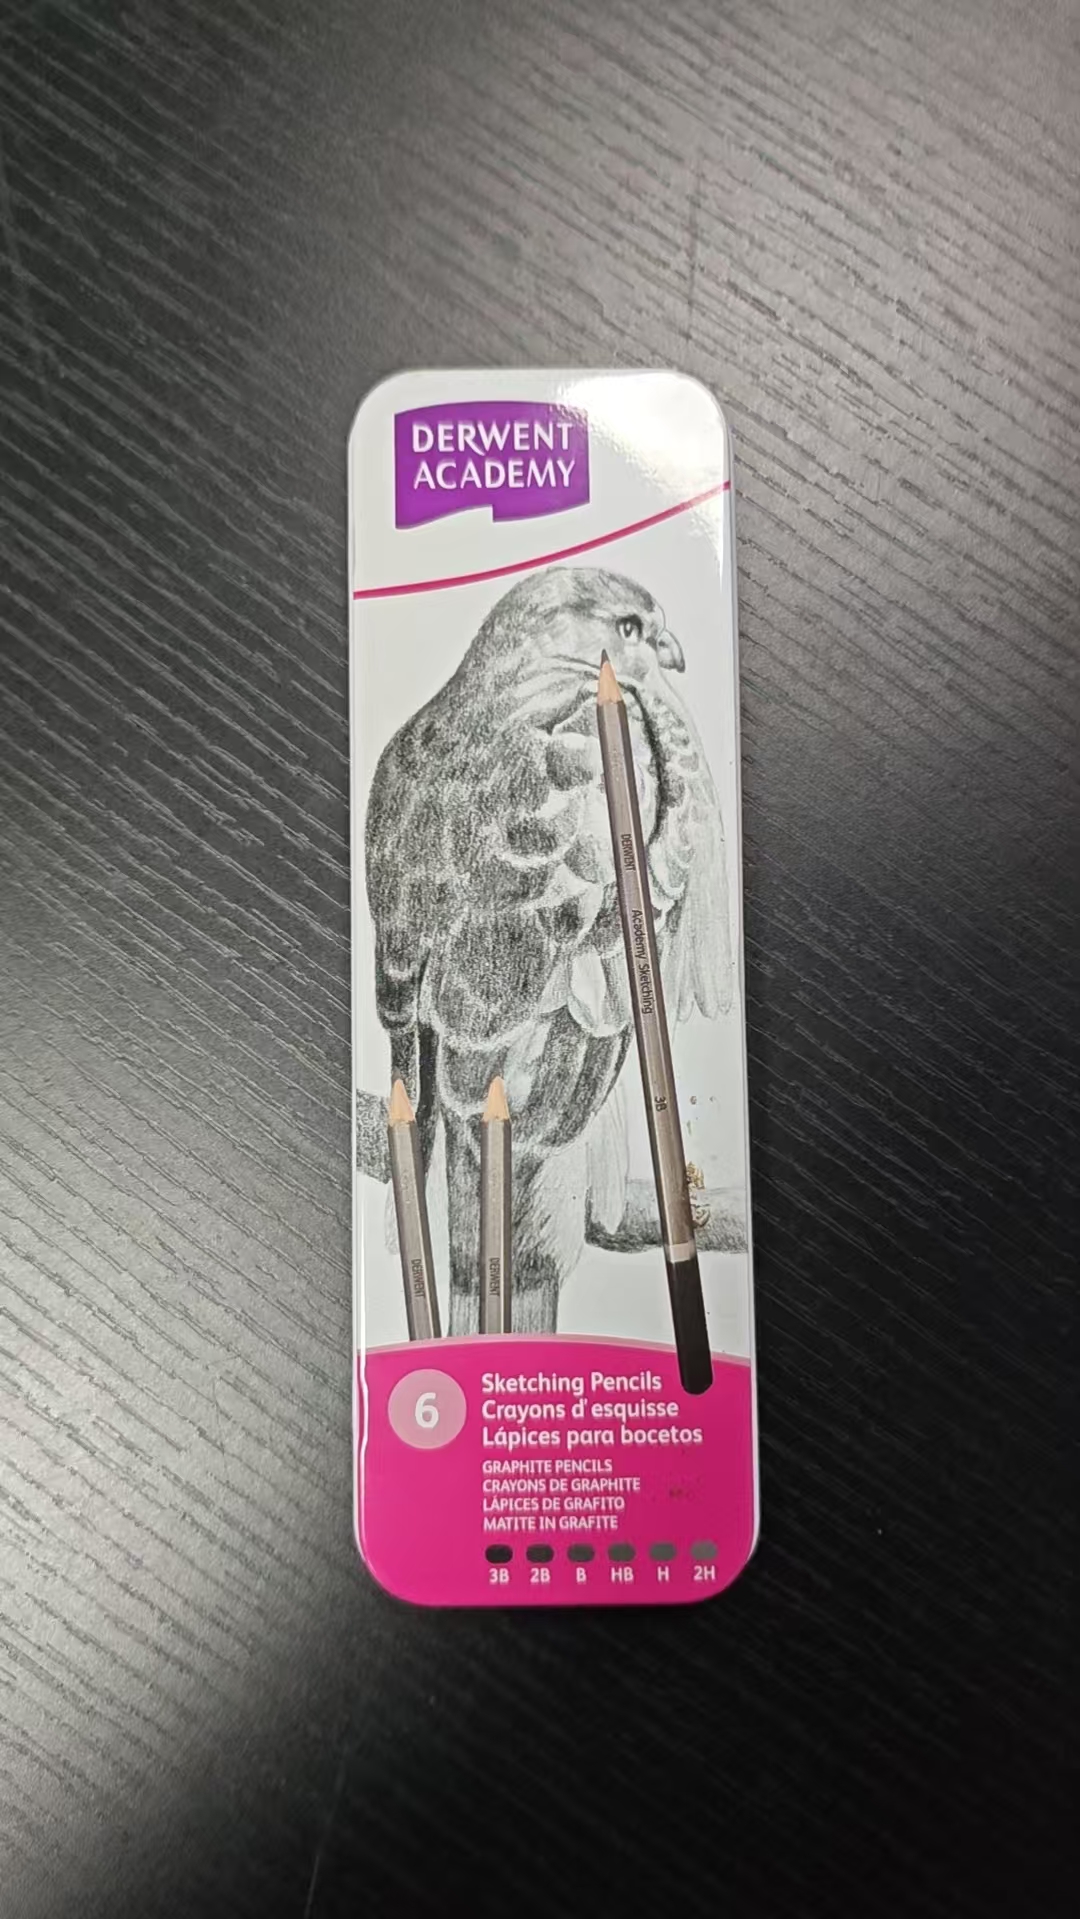 DERWENT
ACADEMY
DERWENT Academy Sketching 3B
DERWENT
DERWENT
6
Sketching Pencils
Crayons d'esquisse
Lápices para bocetos
GRAPHITE PENCILS
CRAYONS DE GRAPHITE
LÁPICES DE GRAFITO
MATITE IN GRAFITE
3B 2B B HB H 2H